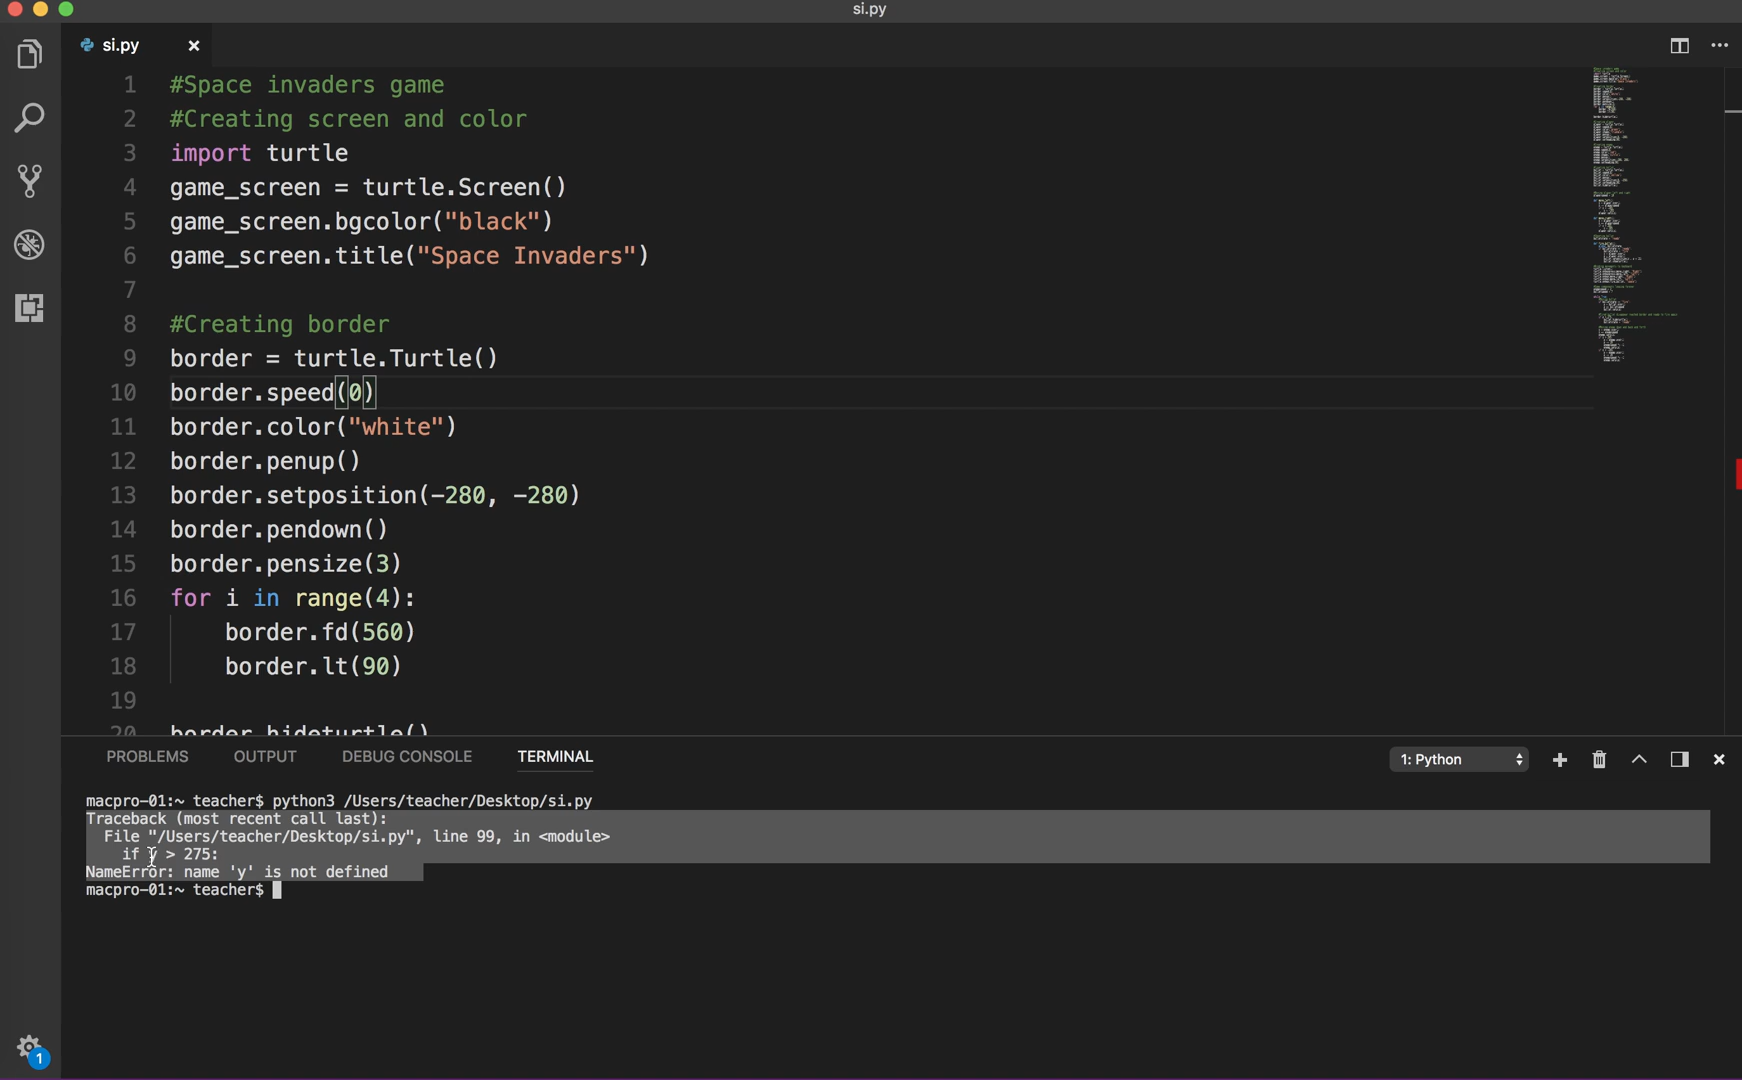 si.py
si.py
1 #Space invaders game
2 #Creating screen and color
3 import turtle
4 game_screen = turtle.Screen()
5 game_screen.bgcolor("black")
6 game_screen.title("Space Invaders")
7
8 #Creating border
9 border = turtle.Turtle()
10 border.speed(0)
11 border.color("white")
12 border.penup()
13 border.setposition(-280, -280)
14 border.pendown()
15 border.pensize(3)
16 for i in range(4):
17 border.fd(560)
18 border.lt(90)
19
20 border.hideturtle()
PROBLEMS OUTPUT DEBUG CONSOLE TERMINAL 1: Python
macpro-01:~ teacher$ python3 /Users/teacher/Desktop/si.py
Traceback (most recent call last):
File "/Users/teacher/Desktop/si.py", line 99, in <module>
if y > 275:
NameError: name 'y' is not defined
macpro-01:~ teacher$
1